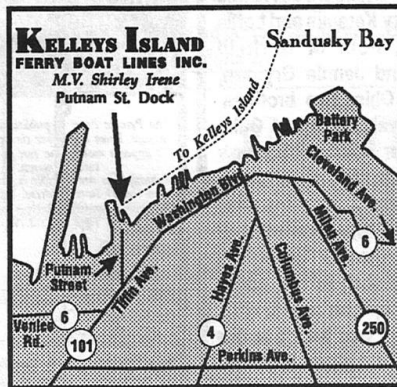 KELLEYS ISLAND
FERRY BOAT LINES INC.
M.V. Shirley Irene
Putnam St. Dock
Sandusky Bay
To Kelleys Island
Battery
Park
Cleveland Ave.
Washington Blvd.
Milan Ave.
6
Putnam
Street
Tiffin Ave.
Hayes Ave.
Columbus Ave.
Venice
Rd.
6
101
4
250
Perkins Ave.